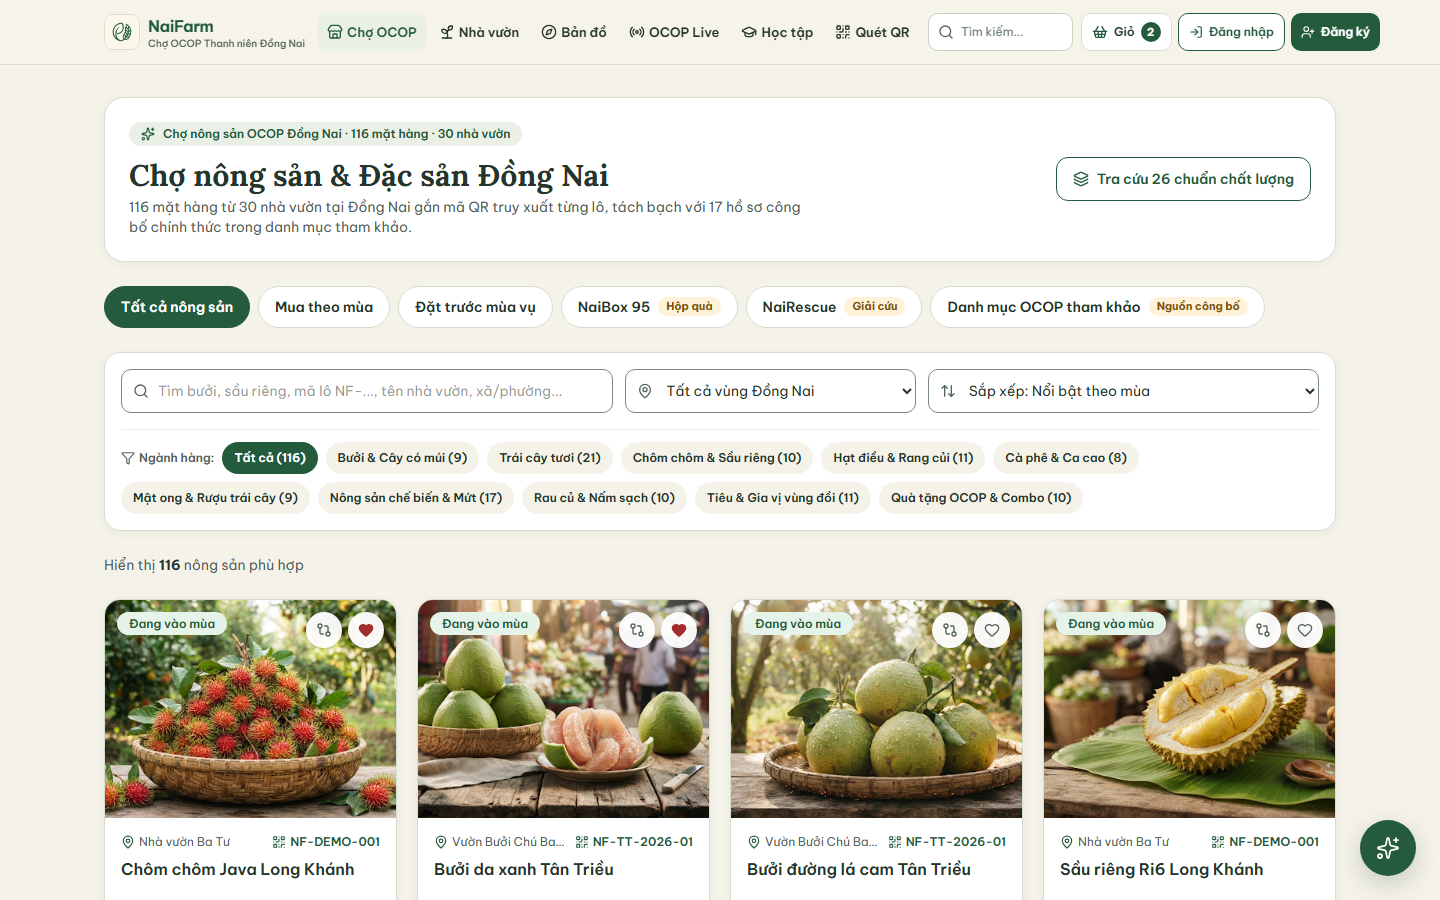 NaiFarm
Chợ OCOP Thanh niên Đồng Nai
Chợ OCOP
Nhà vườn
Bản đồ
OCOP Live
Học tập
Quét QR
Tìm kiếm...
Giỏ 2
Đăng nhập
Đăng ký
Chợ nông sản OCOP Đồng Nai · 116 mặt hàng · 30 nhà vườn
Chợ nông sản & Đặc sản Đồng Nai
116 mặt hàng từ 30 nhà vườn tại Đồng Nai gắn mã QR truy xuất từng lô, tách bạch với 17 hồ sơ công
bố chính thức trong danh mục tham khảo.
Tra cứu 26 chuẩn chất lượng
Tất cả nông sản
Mua theo mùa
Đặt trước mùa vụ
NaiBox 95 Hộp quà
NaiRescue Giải cứu
Danh mục OCOP tham khảo Nguồn công bố
Tìm bưởi, sầu riêng, mã lô NF-..., tên nhà vườn, xã/phường...
Tất cả vùng Đồng Nai
Sắp xếp: Nổi bật theo mùa
Ngành hàng:
Tất cả (116)
Bưởi & Cây có múi (9)
Trái cây tươi (21)
Chôm chôm & Sầu riêng (10)
Hạt điều & Rang củi (11)
Cà phê & Ca cao (8)
Mật ong & Rượu trái cây (9)
Nông sản chế biến & Mứt (17)
Rau củ & Nấm sạch (10)
Tiêu & Gia vị vùng đồi (11)
Quà tặng OCOP & Combo (10)
Hiển thị 116 nông sản phù hợp
Đang vào mùa
Nhà vườn Ba Tư
NF-DEMO-001
Chôm chôm Java Long Khánh
Đang vào mùa
Vườn Bưởi Chú Ba...
NF-TT-2026-01
Bưởi da xanh Tân Triều
Đang vào mùa
Vườn Bưởi Chú Ba...
NF-TT-2026-01
Bưởi đường lá cam Tân Triều
Đang vào mùa
Nhà vườn Ba Tư
NF-DEMO-001
Sầu riêng Ri6 Long Khánh